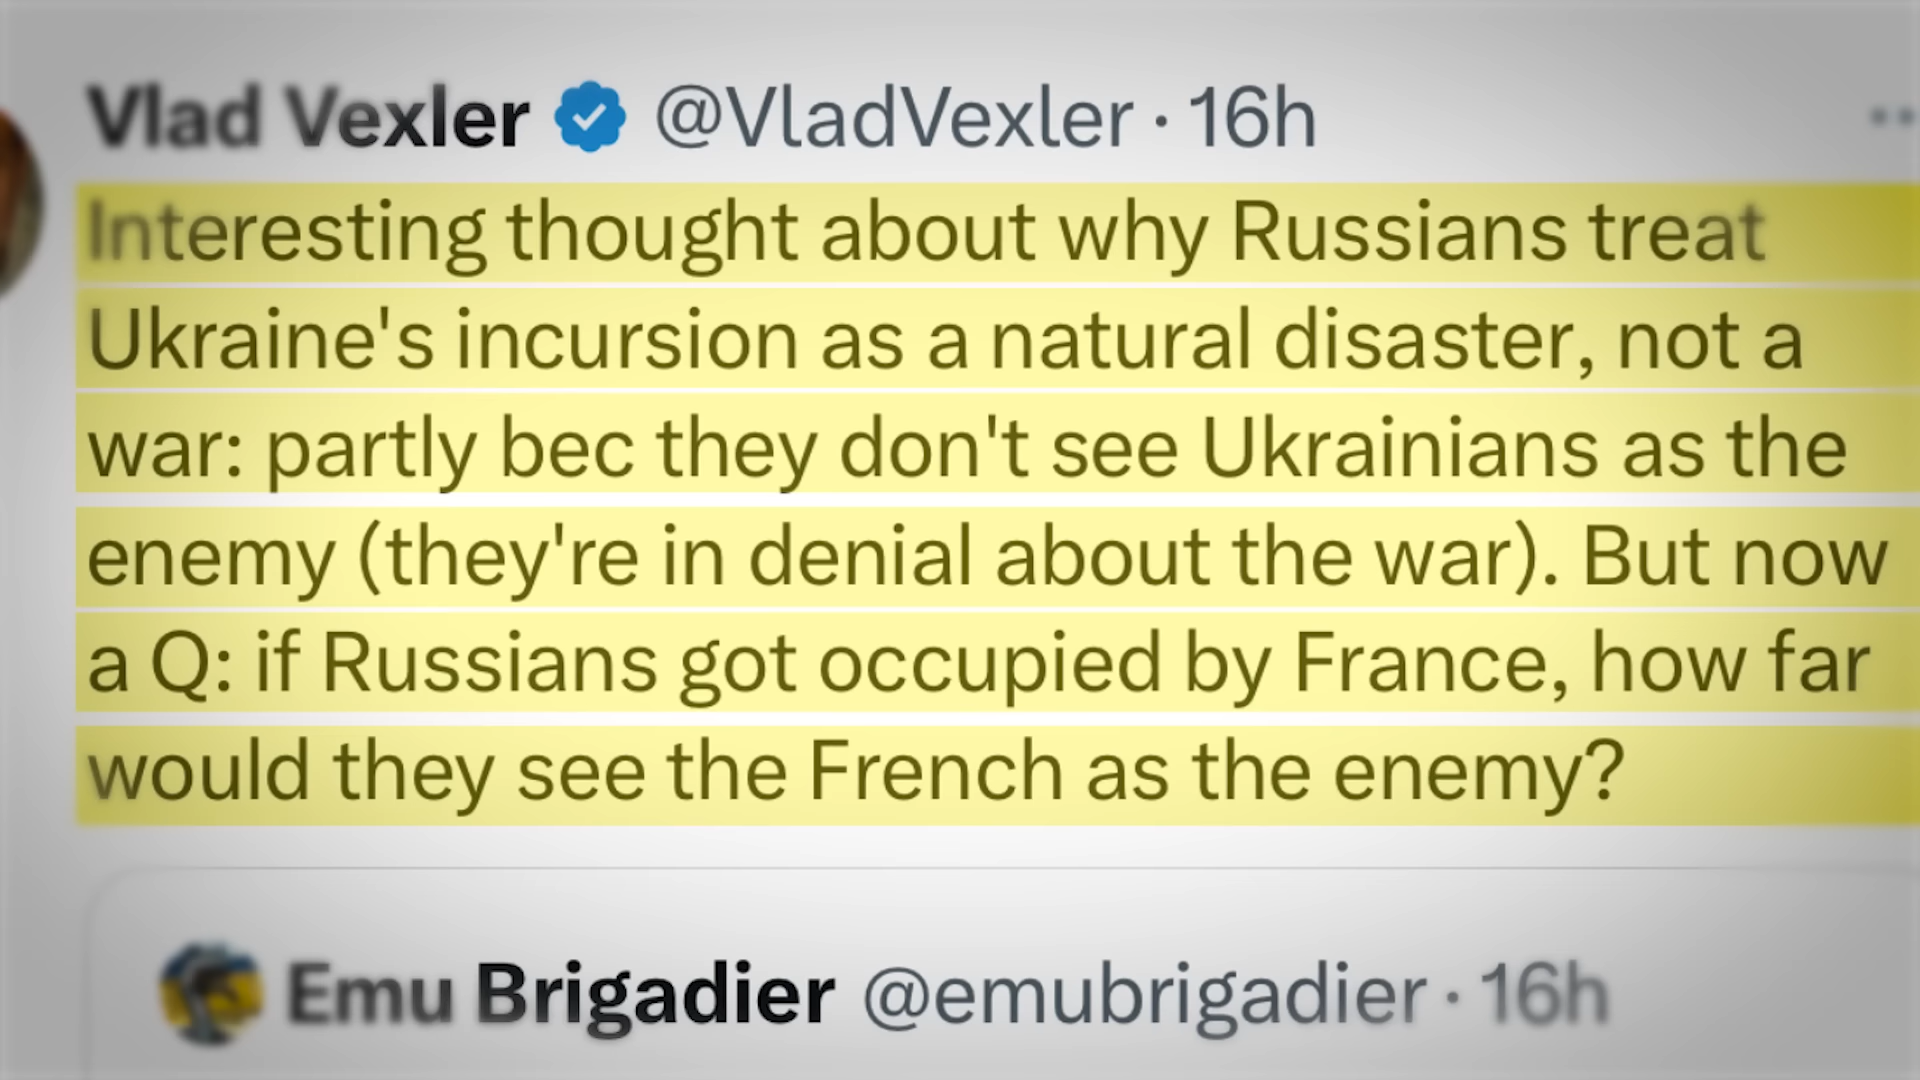 Vlad Vexler @VladVexler · 16h
Interesting thought about why Russians treat
Ukraine's incursion as a natural disaster, not a
war: partly bec they don't see Ukrainians as the
enemy (they're in denial about the war). But now
a Q: if Russians got occupied by France, how far
would they see the French as the enemy?
Emu Brigadier @emubrigadier · 16h